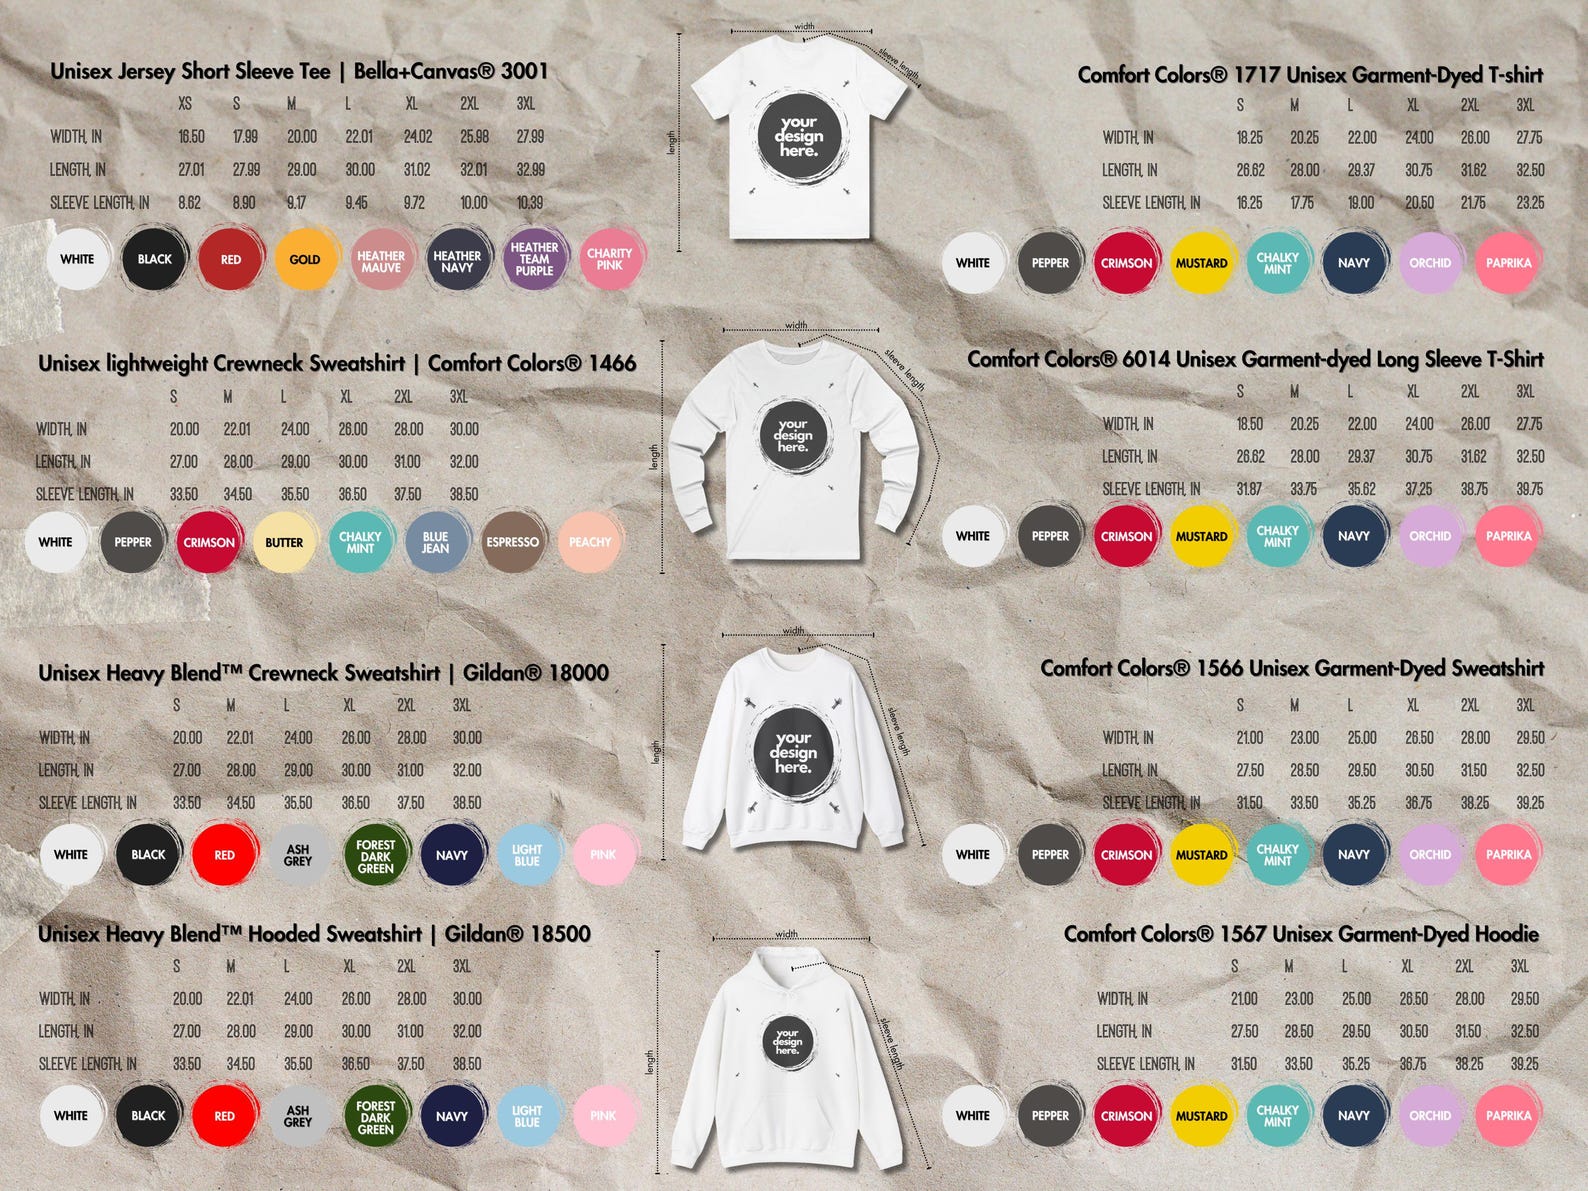 Unisex Jersey Short Sleeve Tee | Bella+Canvas® 3001
XS S M L XL 2XL 3XL
WIDTH, IN 16.50 17.99 20.00 22.01 24.02 25.98 27.99
LENGTH, IN 27.01 27.99 29.00 30.00 31.02 32.01 32.99
SLEEVE LENGTH, IN 8.62 8.90 9.17 9.45 9.72 10.00 10.39
WHITE BLACK RED GOLD HEATHER MAUVE HEATHER NAVY HEATHER TEAM PURPLE CHARITY PINK
width
sleeve length
length
your
design
here.
Comfort Colors® 1717 Unisex Garment-Dyed T-shirt
S M L XL 2XL 3XL
WIDTH, IN 18.25 20.25 22.00 24.00 26.00 27.75
LENGTH, IN 26.62 28.00 29.37 30.75 31.62 32.50
SLEEVE LENGTH, IN 16.25 17.75 19.00 20.50 21.75 23.25
WHITE PEPPER CRIMSON MUSTARD CHALKY MINT NAVY ORCHID PAPRIKA
Unisex lightweight Crewneck Sweatshirt | Comfort Colors® 1466
S M L XL 2XL 3XL
WIDTH, IN 20.00 22.01 24.00 26.00 28.00 30.00
LENGTH, IN 27.00 28.00 29.00 30.00 31.00 32.00
SLEEVE LENGTH, IN 33.50 34.50 35.50 36.50 37.50 38.50
WHITE PEPPER CRIMSON BUTTER CHALKY MINT BLUE JEAN ESPRESSO PEACHY
width
sleeve length
length
your
design
here.
Comfort Colors® 6014 Unisex Garment-dyed Long Sleeve T-Shirt
S M L XL 2XL 3XL
WIDTH, IN 18.50 20.25 22.00 24.00 26.00 27.75
LENGTH, IN 26.62 28.00 29.37 30.75 31.62 32.50
SLEEVE LENGTH, IN 31.87 33.75 35.62 37.25 38.75 39.75
WHITE PEPPER CRIMSON MUSTARD CHALKY MINT NAVY ORCHID PAPRIKA
Unisex Heavy Blend™ Crewneck Sweatshirt | Gildan® 18000
S M L XL 2XL 3XL
WIDTH, IN 20.00 22.01 24.00 26.00 28.00 30.00
LENGTH, IN 27.00 28.00 29.00 30.00 31.00 32.00
SLEEVE LENGTH, IN 33.50 34.50 35.50 36.50 37.50 38.50
WHITE BLACK RED ASH GREY FOREST DARK GREEN NAVY LIGHT BLUE PINK
width
sleeve length
length
your
design
here.
Comfort Colors® 1566 Unisex Garment-Dyed Sweatshirt
S M L XL 2XL 3XL
WIDTH, IN 21.00 23.00 25.00 26.50 28.00 29.50
LENGTH, IN 27.50 28.50 29.50 30.50 31.50 32.50
SLEEVE LENGTH, IN 31.50 33.50 35.25 36.75 38.25 39.25
WHITE PEPPER CRIMSON MUSTARD CHALKY MINT NAVY ORCHID PAPRIKA
Unisex Heavy Blend™ Hooded Sweatshirt | Gildan® 18500
S M L XL 2XL 3XL
WIDTH, IN 20.00 22.01 24.00 26.00 28.00 30.00
LENGTH, IN 27.00 28.00 29.00 30.00 31.00 32.00
SLEEVE LENGTH, IN 33.50 34.50 35.50 36.50 37.50 38.50
WHITE BLACK RED ASH GREY FOREST DARK GREEN NAVY LIGHT BLUE PINK
width
sleeve length
length
your
design
here.
Comfort Colors® 1567 Unisex Garment-Dyed Hoodie
S M L XL 2XL 3XL
WIDTH, IN 21.00 23.00 25.00 26.50 28.00 29.50
LENGTH, IN 27.50 28.50 29.50 30.50 31.50 32.50
SLEEVE LENGTH, IN 31.50 33.50 35.25 36.75 38.25 39.25
WHITE PEPPER CRIMSON MUSTARD CHALKY MINT NAVY ORCHID PAPRIKA